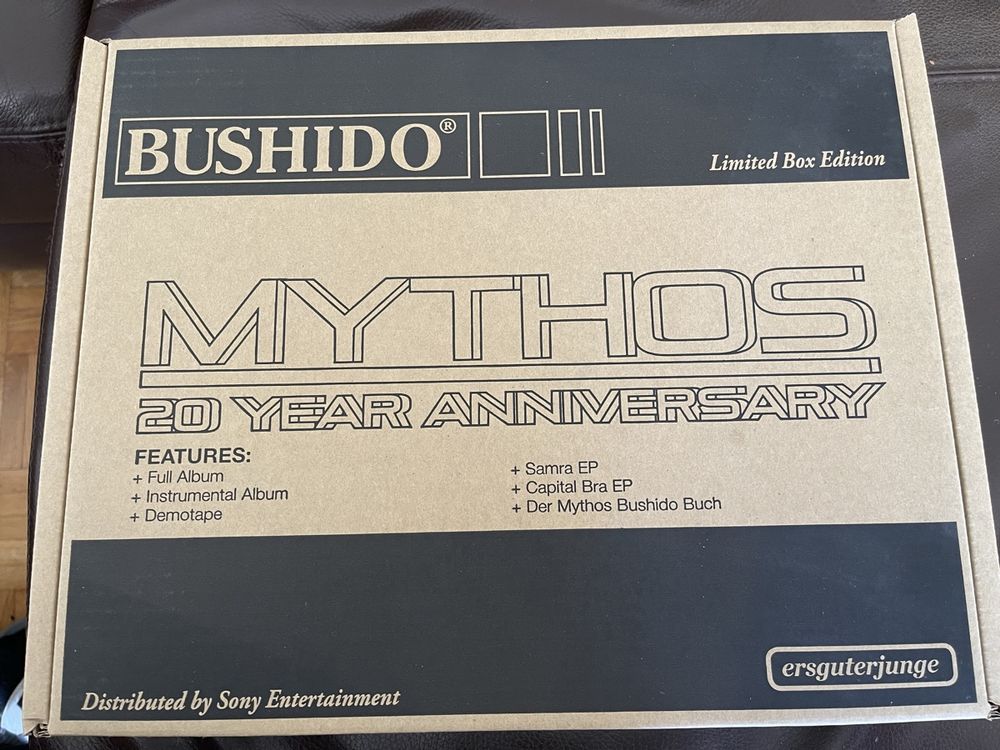 BUSHIDO®
Limited Box Edition
MYTHOS
20 YEAR ANNIVERSARY
FEATURES:
+ Full Album
+ Instrumental Album
+ Demotape
+ Samra EP
+ Capital Bra EP
+ Der Mythos Bushido Buch
ersguterjunge
Distributed by Sony Entertainment